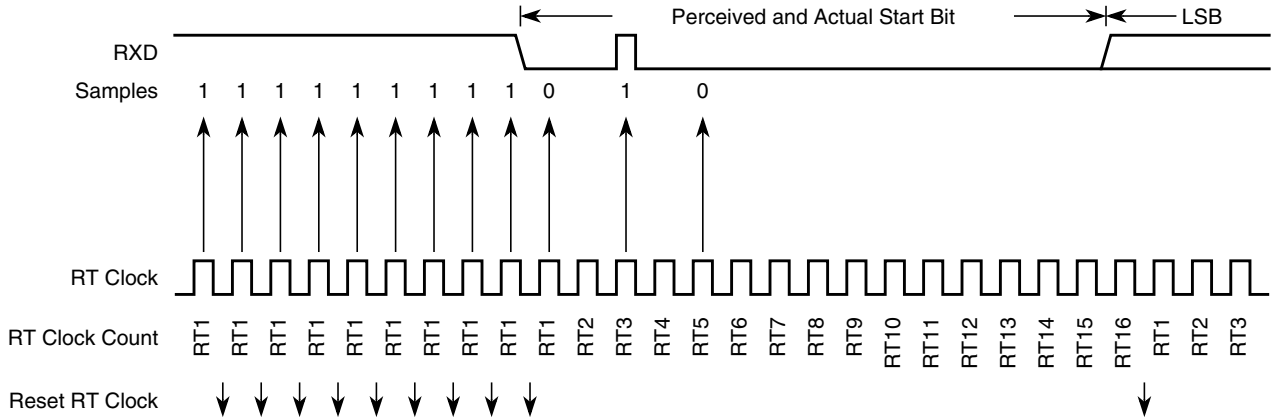 Perceived and Actual Start Bit LSB
RXD
Samples 1 1 1 1 1 1 1 1 1 0 1 0
RT Clock
RT Clock Count RT1 RT1 RT1 RT1 RT1 RT1 RT1 RT1 RT1 RT1 RT2 RT3 RT4 RT5 RT6 RT7 RT8 RT9 RT10 RT11 RT12 RT13 RT14 RT15 RT16 RT1 RT2 RT3
Reset RT Clock